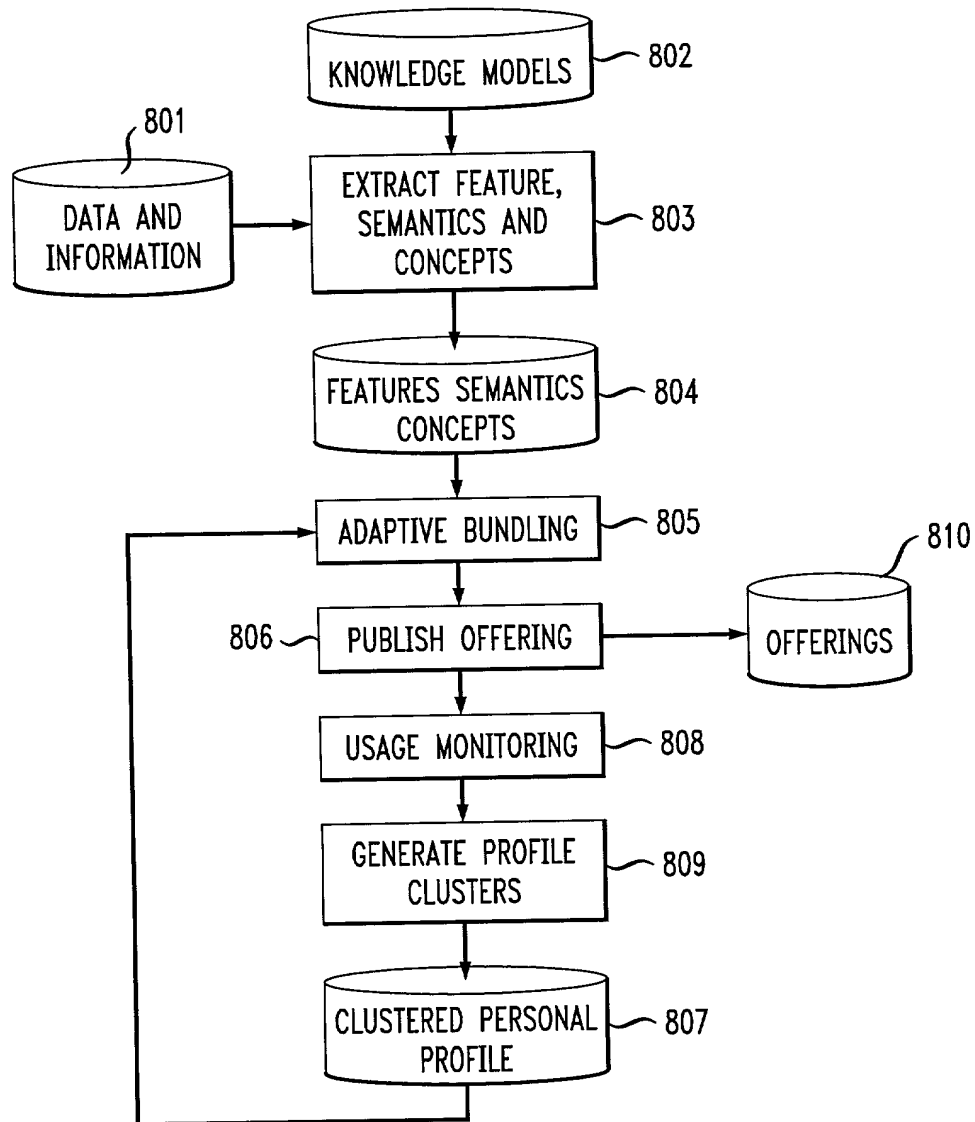 KNOWLEDGE MODELS
802
801
DATA AND
INFORMATION
EXTRACT FEATURE,
SEMANTICS AND
CONCEPTS
803
FEATURES SEMANTICS
CONCEPTS
804
ADAPTIVE BUNDLING
805
806
PUBLISH OFFERING
810
OFFERINGS
USAGE MONITORING
808
GENERATE PROFILE
CLUSTERS
809
CLUSTERED PERSONAL
PROFILE
807